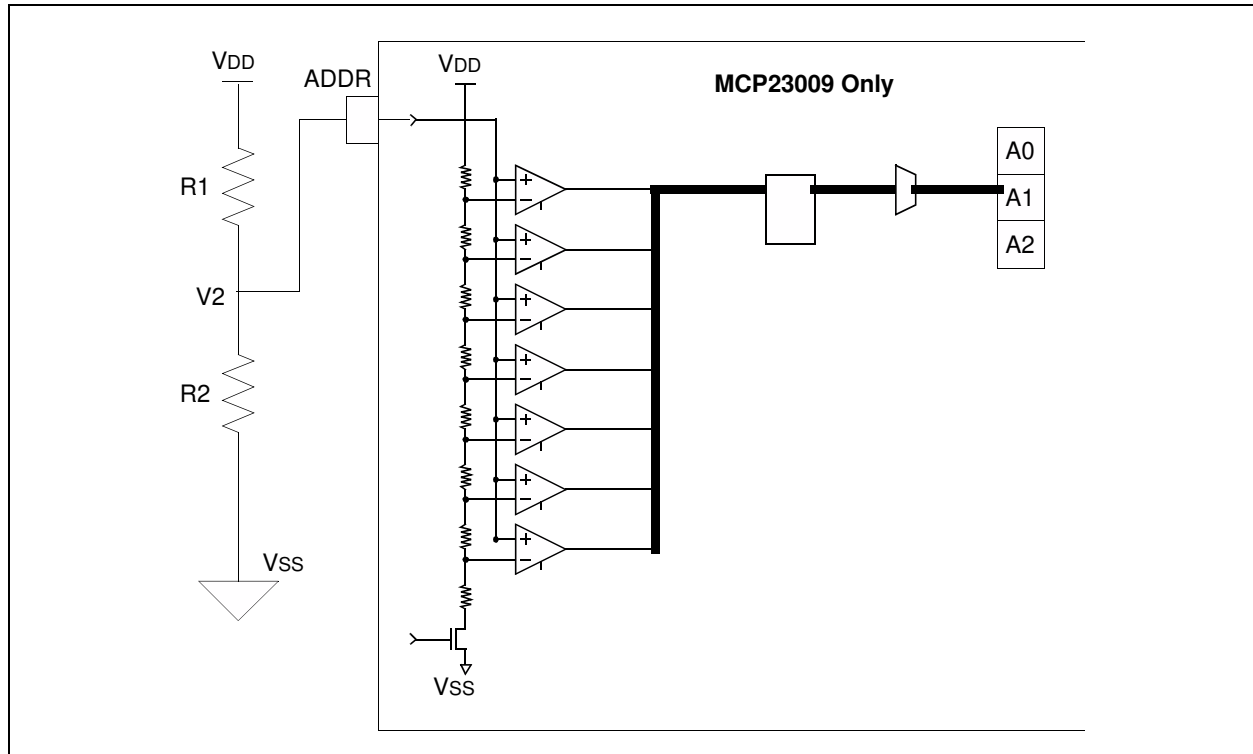 VDD
ADDR
VDD
MCP23009 Only
R1
V2
R2
VSS
A0
A1
A2
+
−
+
−
+
−
+
−
+
−
+
−
+
−
VSS